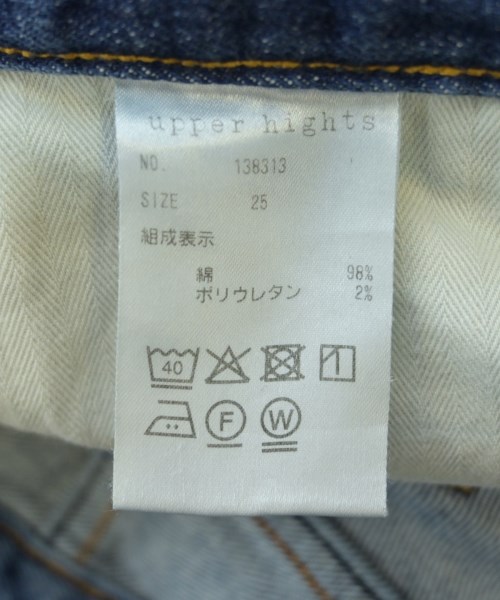 upper hights
NO. 138313
SIZE 25
組成表示
綿 98%
ポリウレタン 2%
40
F W